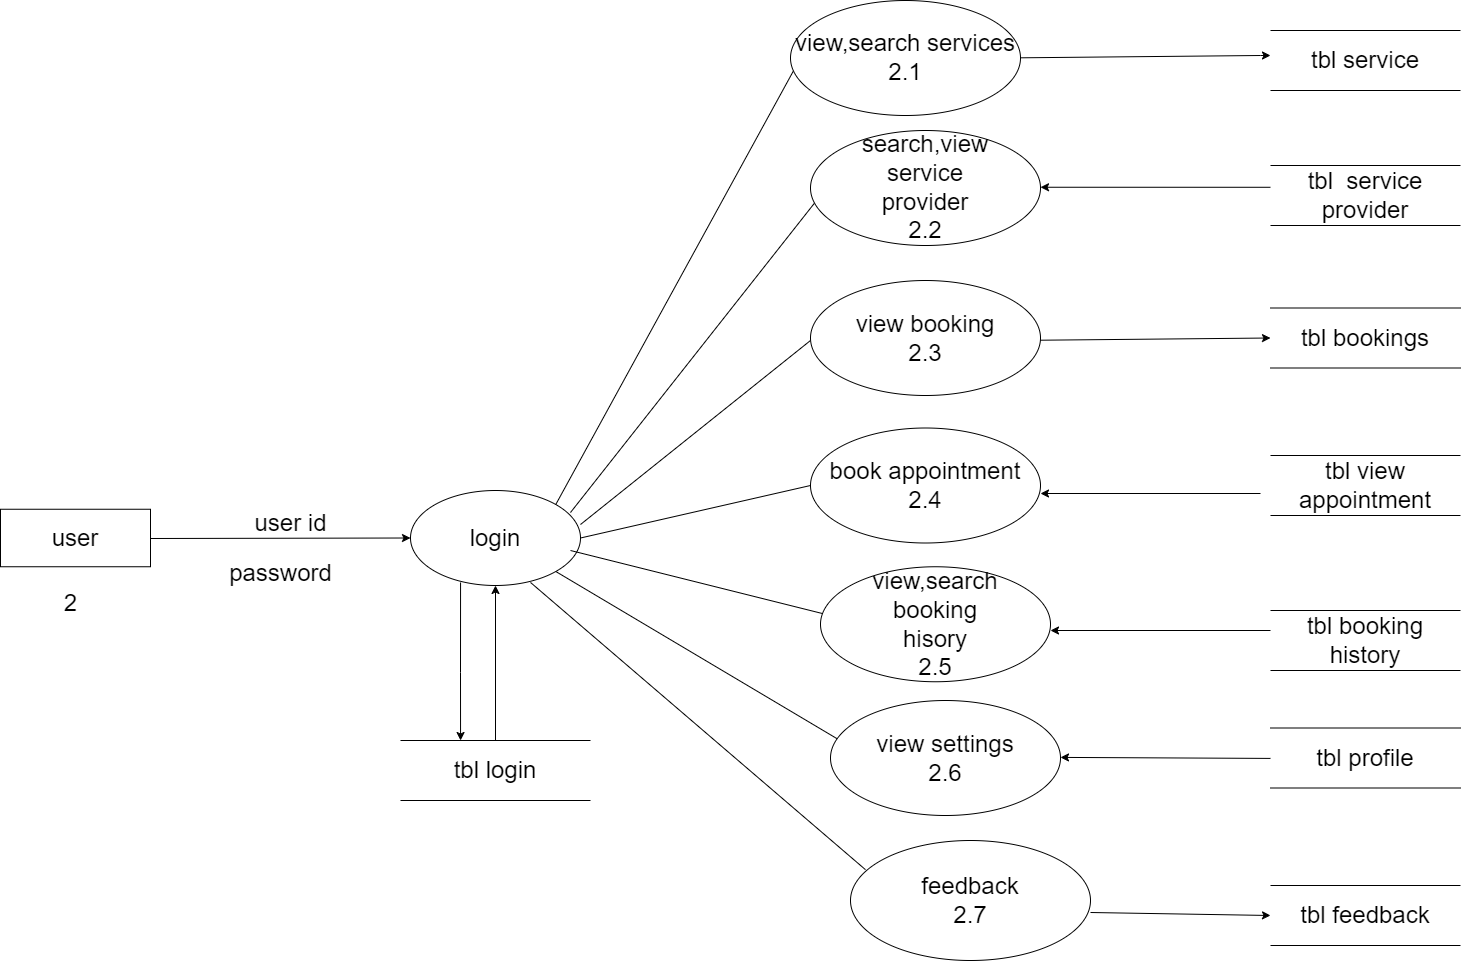 view,search services
2.1
tbl service
search,view
service
provider
2.2
tbl  service
provider
view booking
2.3
tbl bookings
book appointment
2.4
tbl view
appointment
user
user id
password
2
login
view,search
booking
hisory
2.5
tbl booking
history
view settings
2.6
tbl profile
tbl login
feedback
2.7
tbl feedback